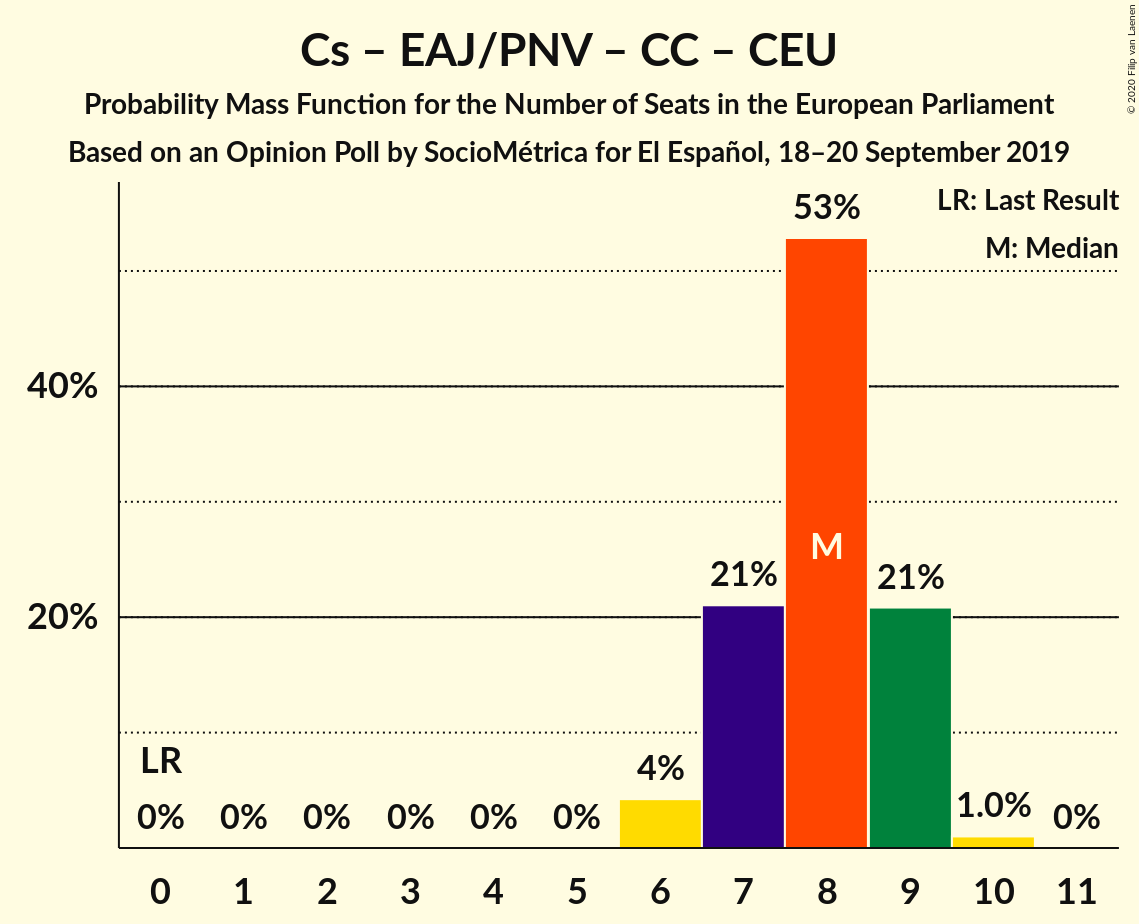 Cs – EAJ/PNV – CC – CEU
Probability Mass Function for the Number of Seats in the European Parliament
Based on an Opinion Poll by SocioMétrica for El Español, 18–20 September 2019
© 2020 Filip van Laenen
LR: Last Result
M: Median
53%
40%
M
21%
21%
20%
LR
4%
1.0%
0%
0%
0%
0%
0%
0%
0%
0 1 2 3 4 5 6 7 8 9 10 11